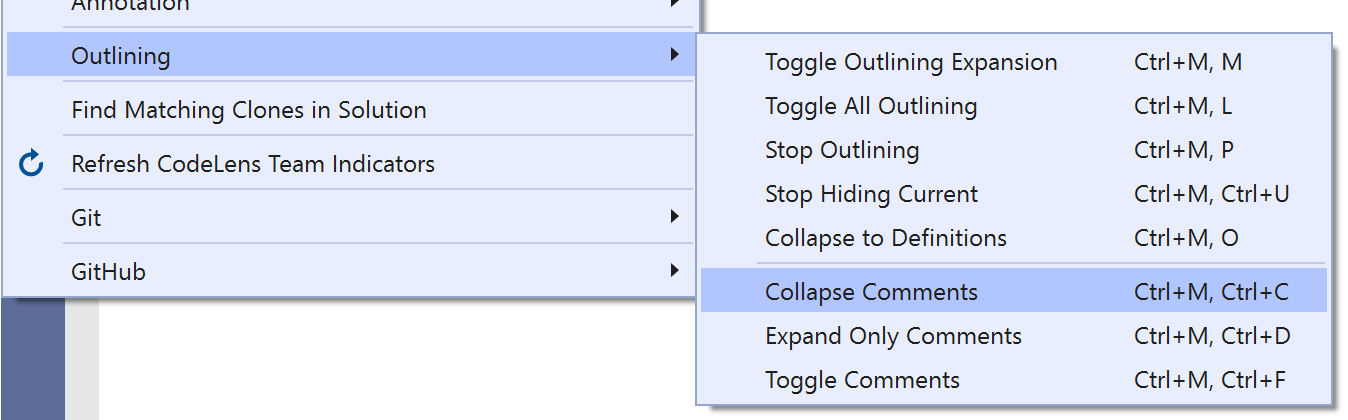 Annotation
Outlining
Find Matching Clones in Solution
Refresh CodeLens Team Indicators
Git
GitHub
Toggle Outlining Expansion Ctrl+M, M
Toggle All Outlining Ctrl+M, L
Stop Outlining Ctrl+M, P
Stop Hiding Current Ctrl+M, Ctrl+U
Collapse to Definitions Ctrl+M, O
Collapse Comments Ctrl+M, Ctrl+C
Expand Only Comments Ctrl+M, Ctrl+D
Toggle Comments Ctrl+M, Ctrl+F